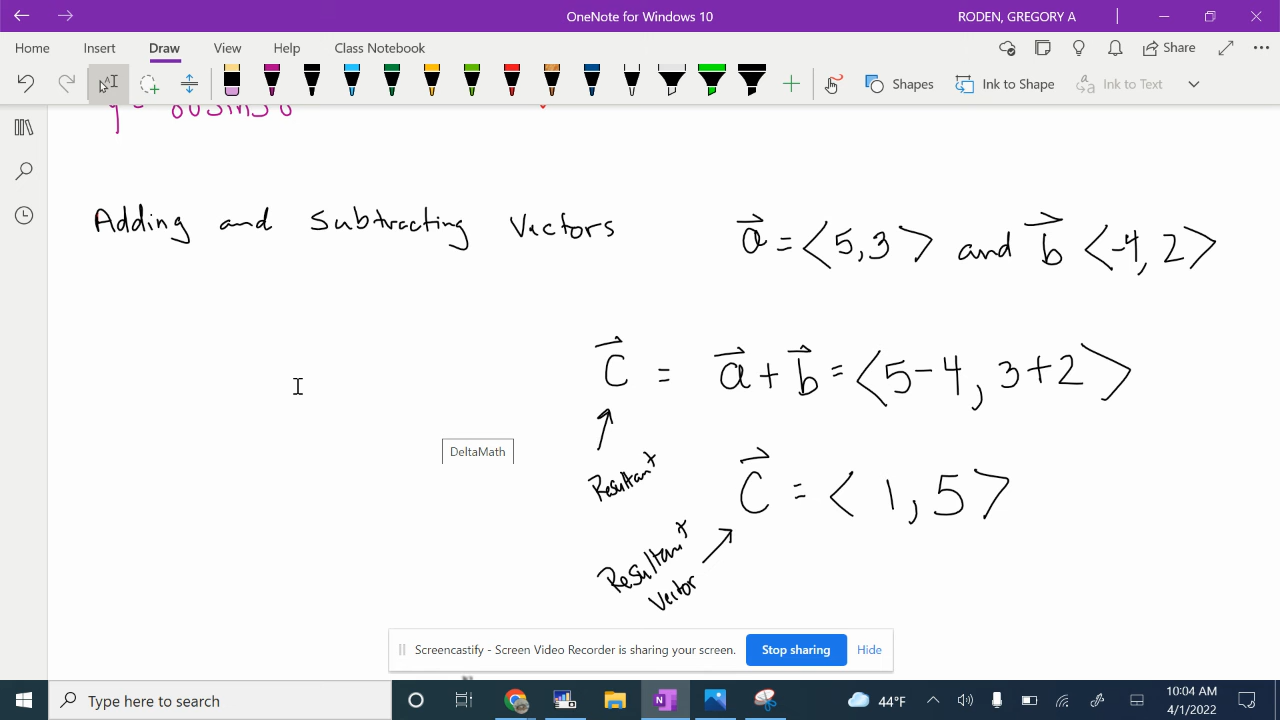 OneNote for Windows 10
RODEN, GREGORY A
Home Insert Draw View Help Class Notebook Share
Shapes Ink to Shape Ink to Text
Adding and Subtracting Vectors
a = <5,3> and b <-4, 2>
C = a + b = <5-4, 3+2>
Resultant
DeltaMath
C = <1, 5>
Resultant
Vector
Screencastify - Screen Video Recorder is sharing your screen. Stop sharing Hide
Type here to search
44°F
10:04 AM
4/1/2022